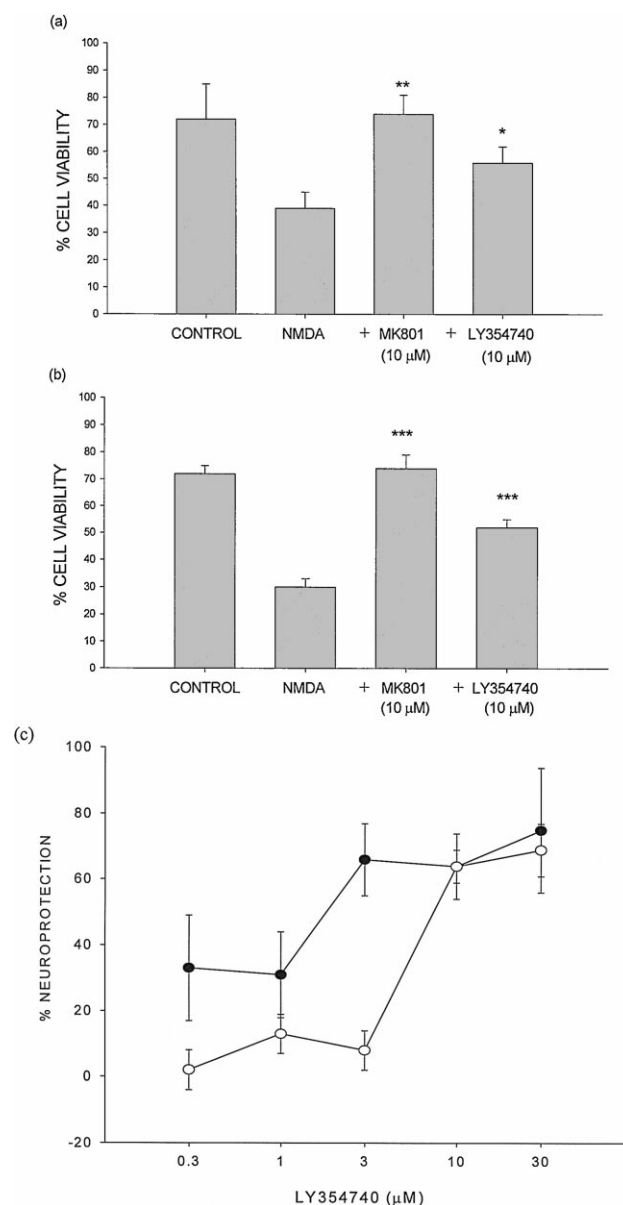 (a)
% CELL VIABILITY
100
90
80
70
60
50
40
30
20
10
0
**
*
CONTROL NMDA + MK801 + LY354740
(10 μM) (10 μM)
(b)
% CELL VIABILITY
100
90
80
70
60
50
40
30
20
10
0
***
***
CONTROL NMDA + MK801 + LY354740
(10 μM) (10 μM)
(c)
% NEUROPROTECTION
100
80
60
40
20
0
-20
0.3 1 3 10 30
LY354740 (μM)